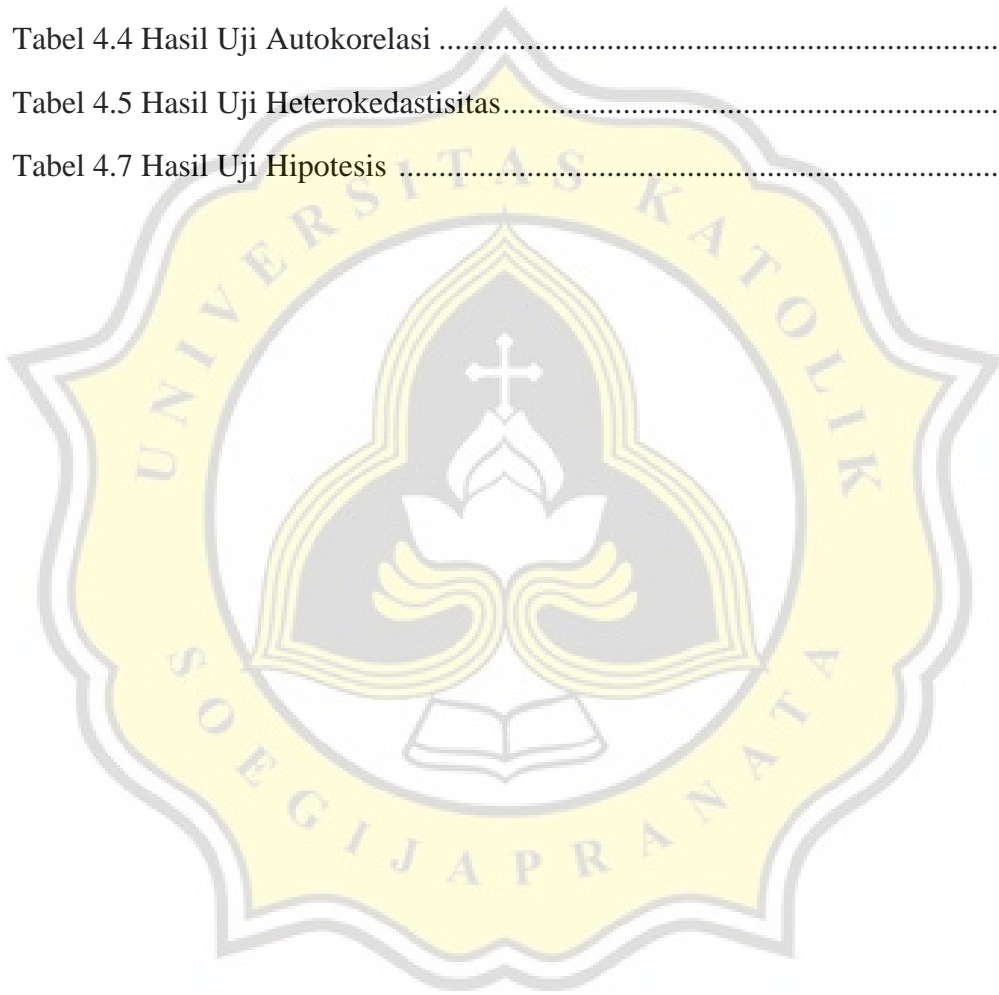 Tabel 4.4 Hasil Uji Autokorelasi ......................................................................
Tabel 4.5 Hasil Uji Heterokedastisitas..............................................................
Tabel 4.7 Hasil Uji Hipotesis ...........................................................................
UNIVERSITAS KATOLIK
SOEGIJAPRANATA